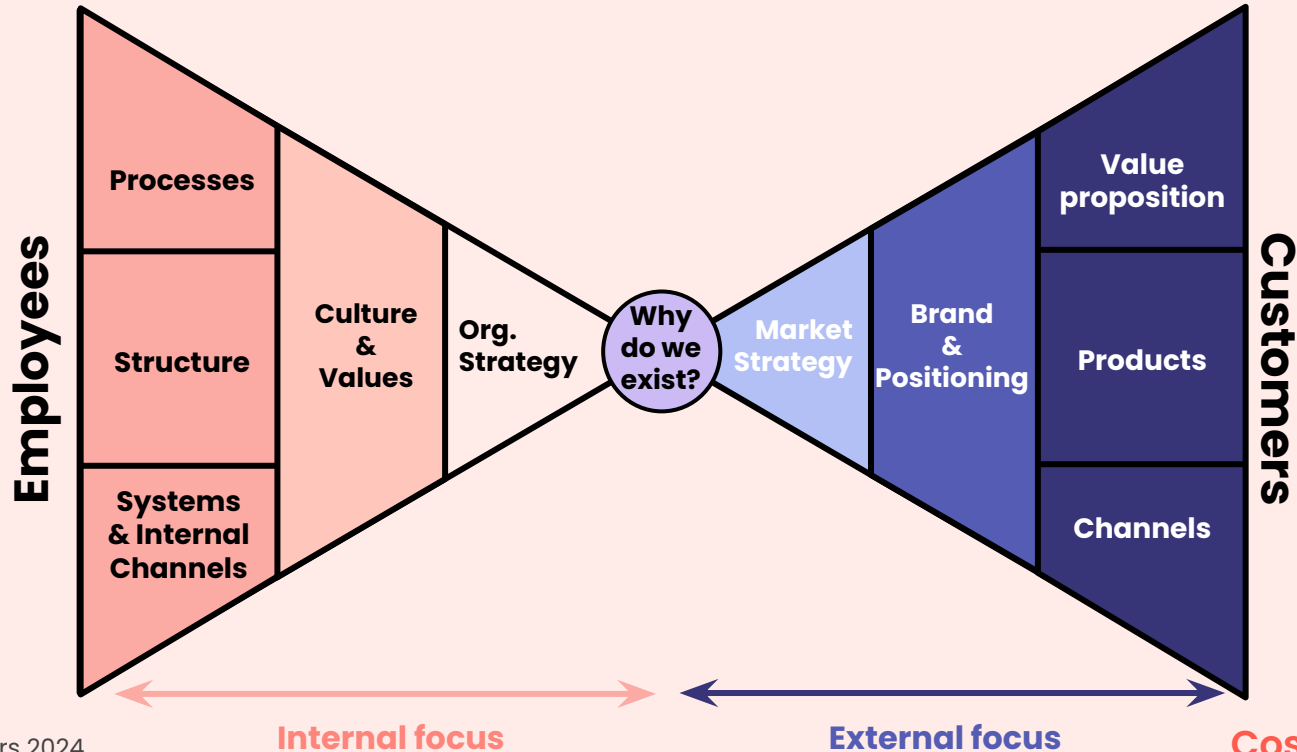 Employees
Processes
Structure
Systems
& Internal
Channels
Culture
&
Values
Org.
Strategy
Why
do we
exist?
Market
Strategy
Brand
&
Positioning
Value
proposition
Products
Channels
Customers
Internal focus
External focus
2024